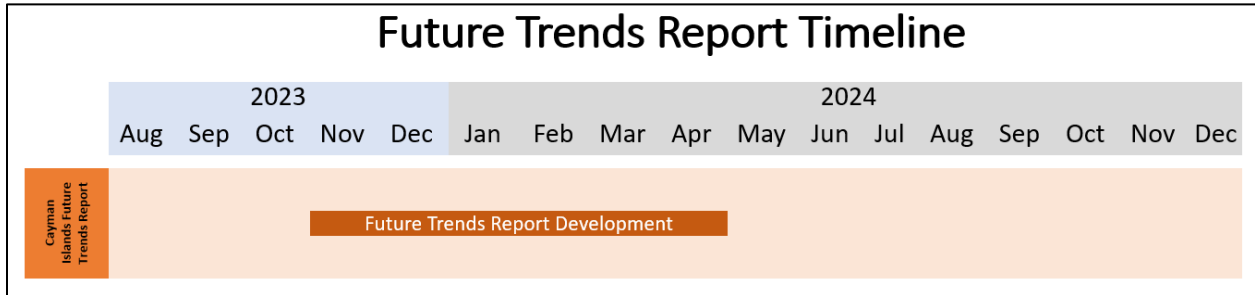 Future Trends Report Timeline
2023 2024
Aug Sep Oct Nov Dec Jan Feb Mar Apr May Jun Jul Aug Sep Oct Nov Dec
Cayman
Islands Future
Trends Report
Future Trends Report Development